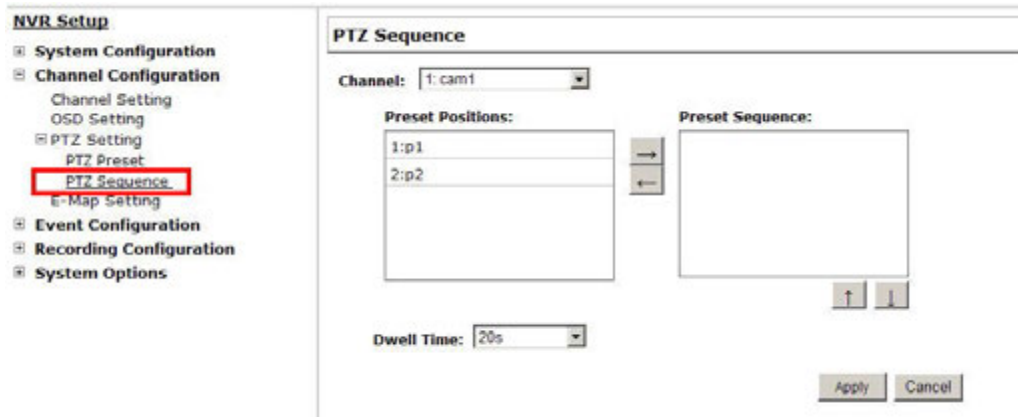 NVR Setup
System Configuration
Channel Configuration
Channel Setting
OSD Setting
PTZ Setting
PTZ Preset
PTZ Sequence
E-Map Setting
Event Configuration
Recording Configuration
System Options
PTZ Sequence
Channel: 1: cam1
Preset Positions:
1:p1
2:p2
→
←
Preset Sequence:
↑ ↓
Dwell Time: 20s
Apply Cancel